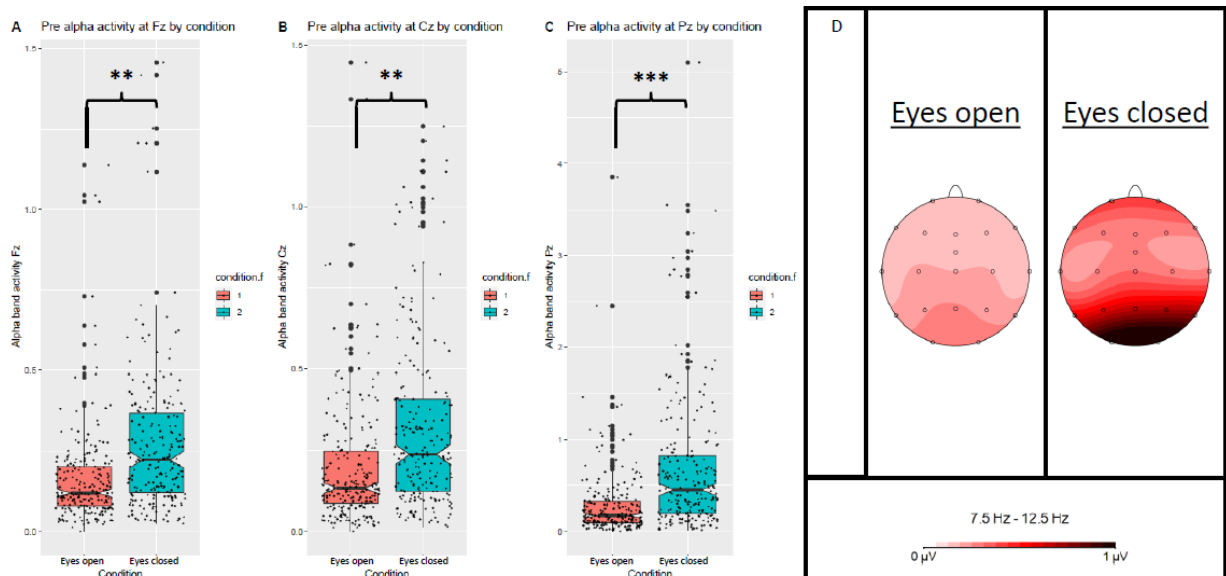 A Pre alpha activity at Fz by condition
1.5
1.0
0.5
0.0
Alpha band activity Fz
**
Eyes open Eyes closed
Condition
condition.f
1
2
B Pre alpha activity at Cz by condition
1.5
1.0
0.5
0.0
Alpha band activity Cz
**
Eyes open Eyes closed
Condition
condition.f
1
2
C Pre alpha activity at Pz by condition
5
4
3
2
1
0
Alpha band activity Pz
***
Eyes open Eyes closed
Condition
condition.f
1
2
D
Eyes open
Eyes closed
7.5 Hz - 12.5 Hz
0 µV 1 µV